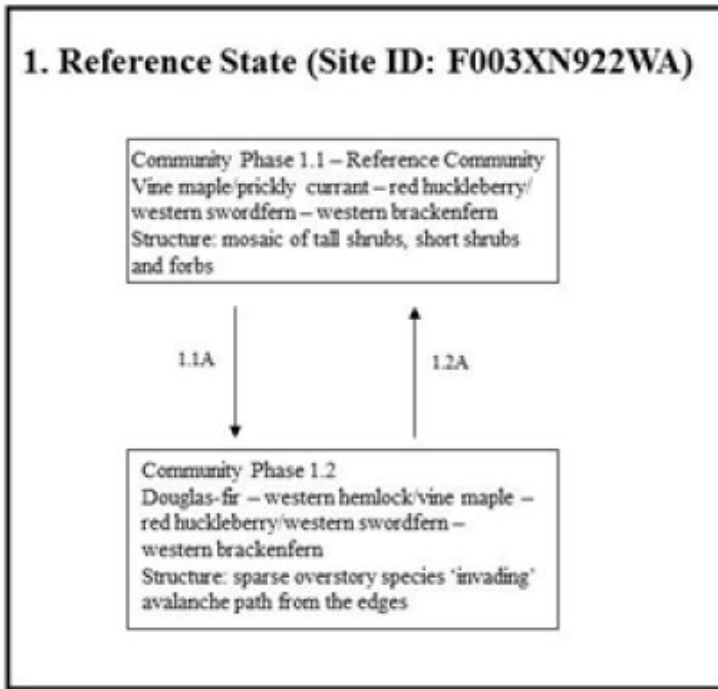 1. Reference State (Site ID: F003XN922WA)
Community Phase 1.1 – Reference Community
Vine maple/prickly currant – red huckleberry/
western swordfern – western brackenfern
Structure: mosaic of tall shrubs, short shrubs
and forbs
1.1A
1.2A
Community Phase 1.2
Douglas-fir – western hemlock/vine maple –
red huckleberry/western swordfern –
western brackenfern
Structure: sparse overstory species ‘invading’
avalanche path from the edges